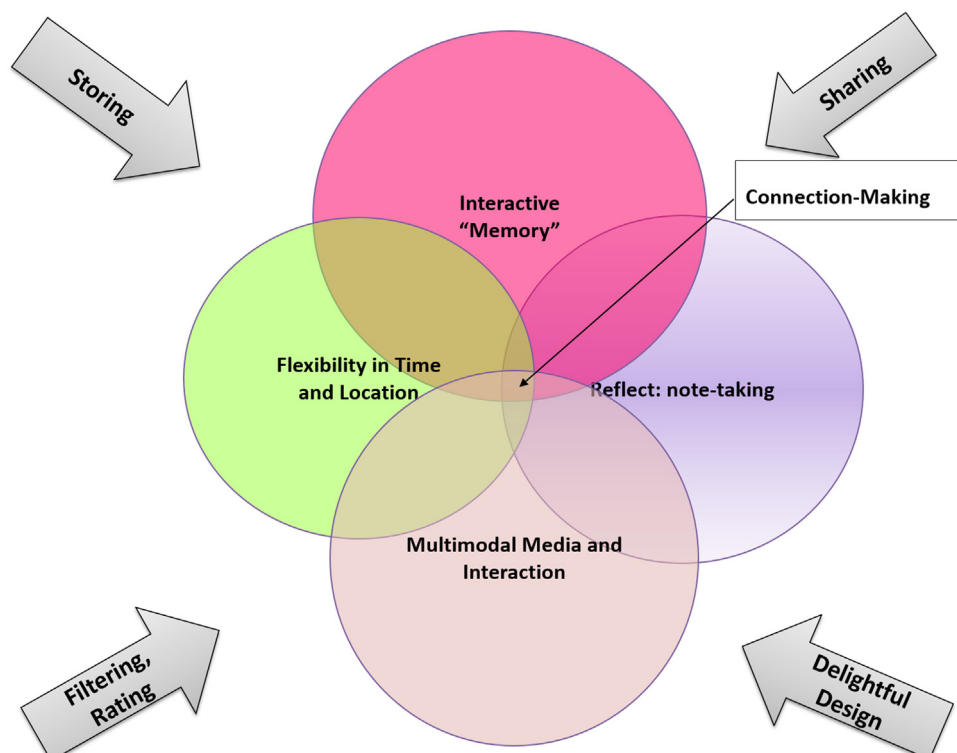 Storing
Sharing
Connection-Making
Interactive
“Memory”
Flexibility in Time
and Location
Reflect: note-taking
Multimodal Media and
Interaction
Filtering,
Rating
Delightful
Design